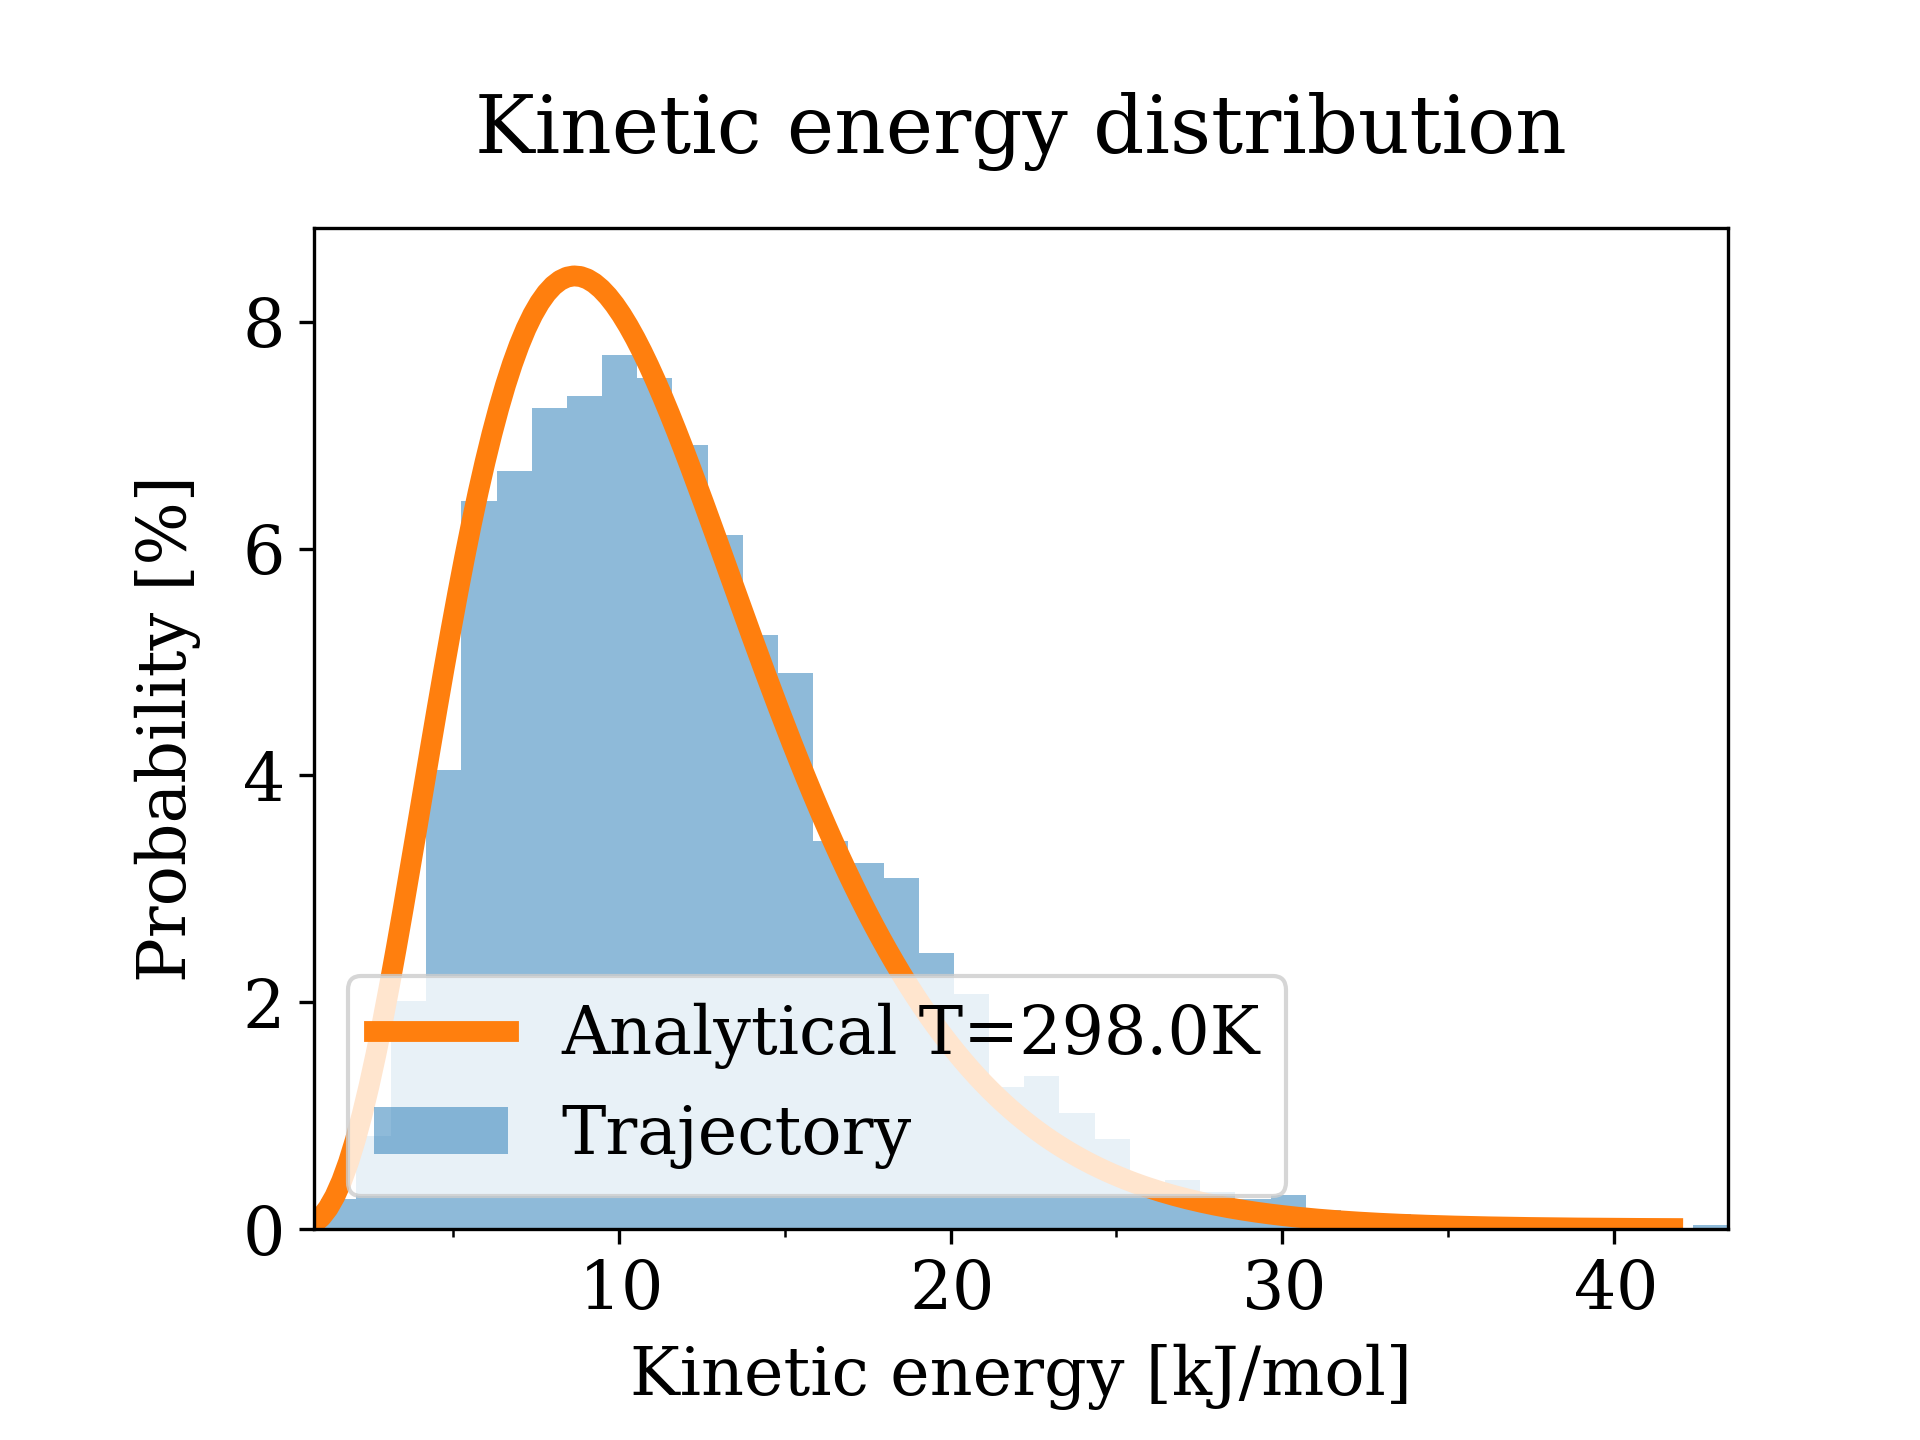 Kinetic energy distribution
8
6
4
2
0
Probability [%]
Analytical T=298.0K
Trajectory
10 20 30 40
Kinetic energy [kJ/mol]